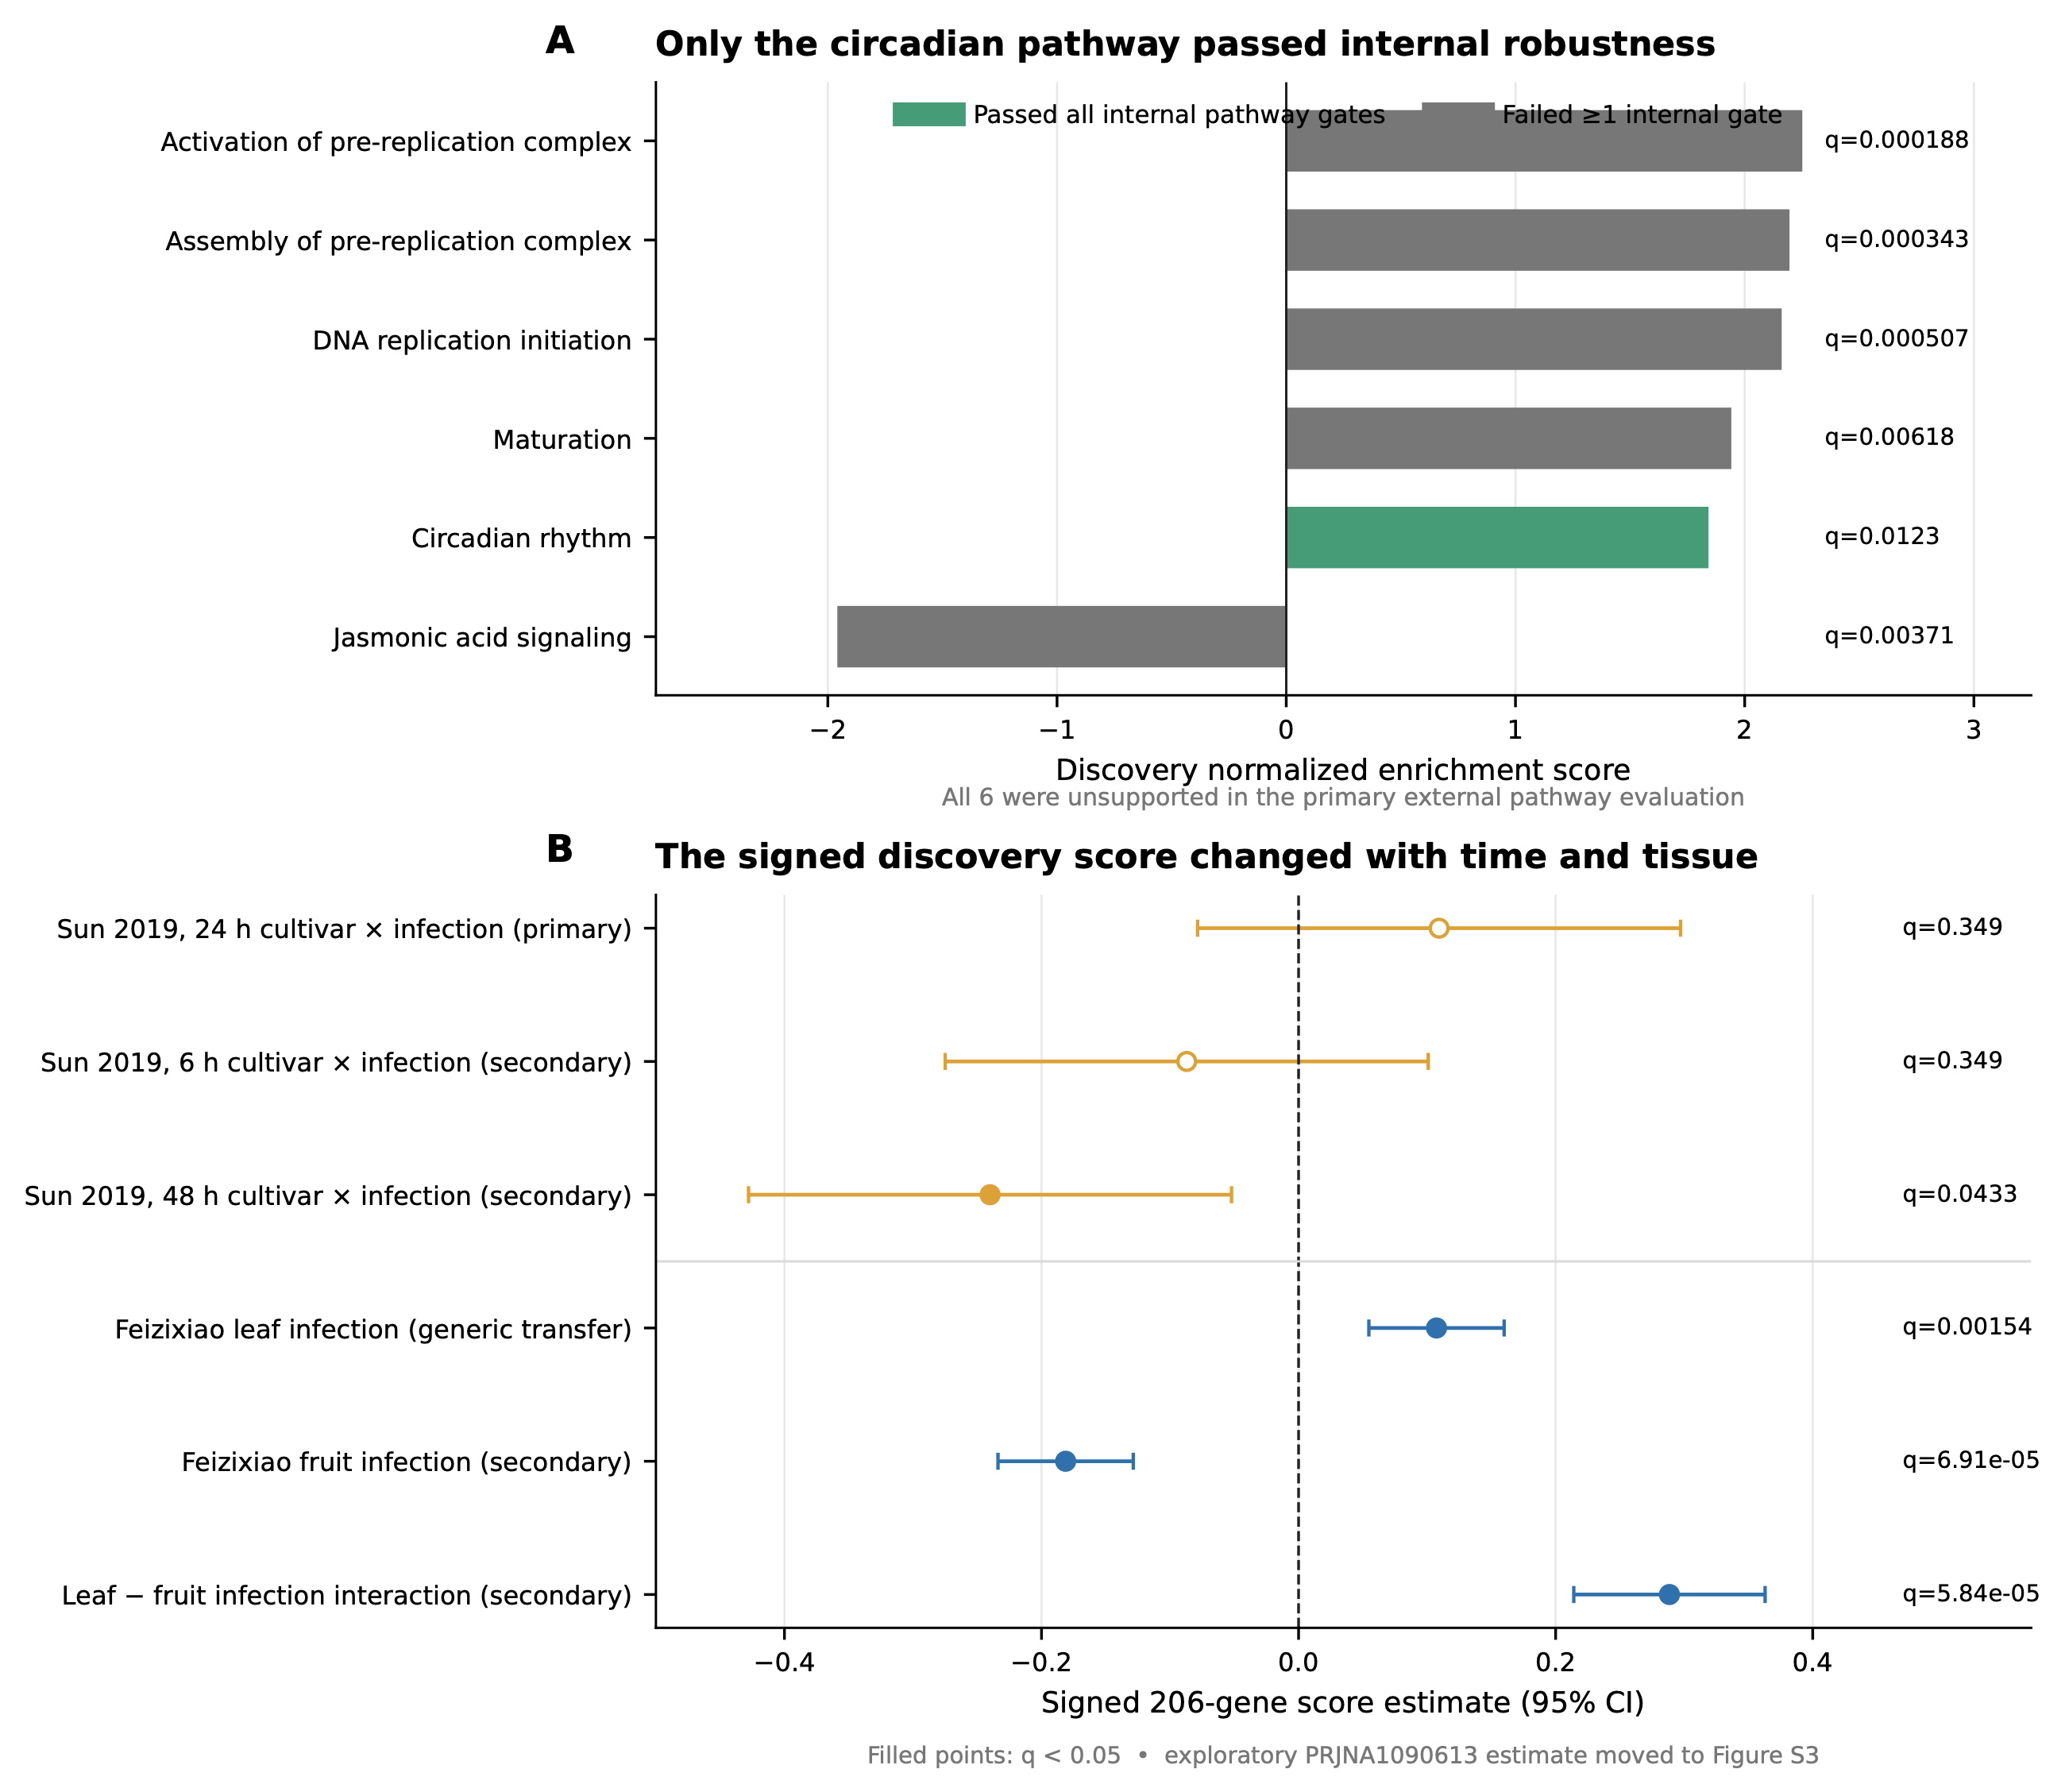 A
Only the circadian pathway passed internal robustness
Passed all internal pathway gates
Failed ≥1 internal gate
Activation of pre-replication complex
q=0.000188
Assembly of pre-replication complex
q=0.000343
DNA replication initiation
q=0.000507
Maturation
q=0.00618
Circadian rhythm
q=0.0123
Jasmonic acid signaling
q=0.00371
−2 −1 0 1 2 3
Discovery normalized enrichment score
All 6 were unsupported in the primary external pathway evaluation
B
The signed discovery score changed with time and tissue
Sun 2019, 24 h cultivar × infection (primary)
q=0.349
Sun 2019, 6 h cultivar × infection (secondary)
q=0.349
Sun 2019, 48 h cultivar × infection (secondary)
q=0.0433
Feizixiao leaf infection (generic transfer)
q=0.00154
Feizixiao fruit infection (secondary)
q=6.91e-05
Leaf − fruit infection interaction (secondary)
q=5.84e-05
−0.4 −0.2 0.0 0.2 0.4
Signed 206-gene score estimate (95% CI)
Filled points: q < 0.05 • exploratory PRJNA1090613 estimate moved to Figure S3